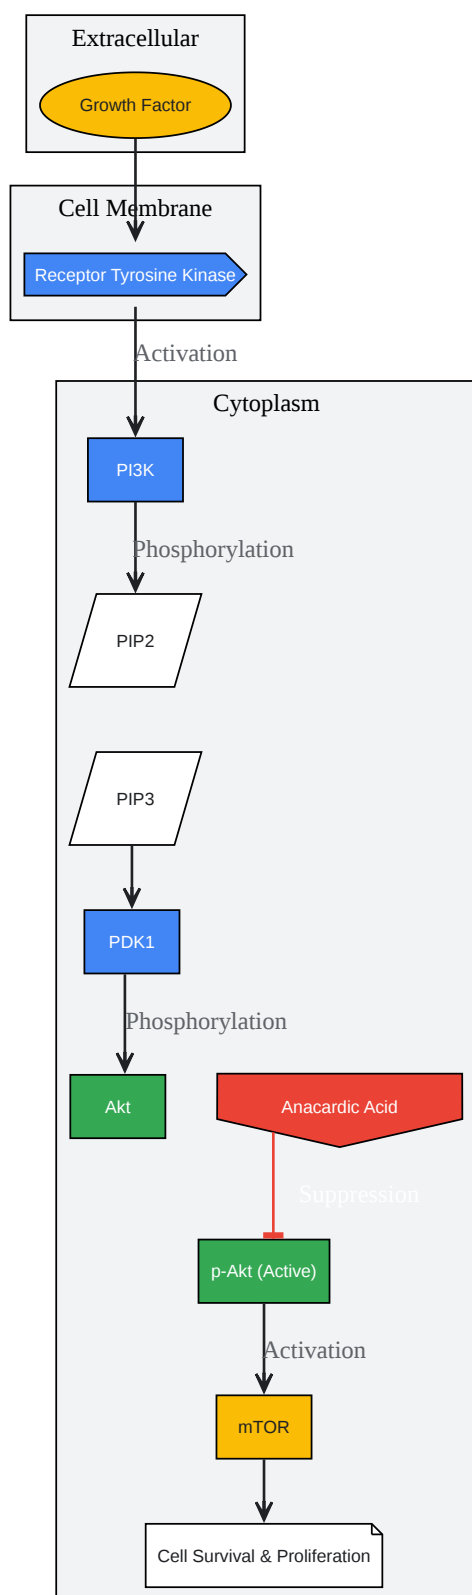 Extracellular
Growth Factor
Cell Membrane
Receptor Tyrosine Kinase
Activation
Cytoplasm
PI3K
Phosphorylation
PIP2
PIP3
PDK1
Phosphorylation
Akt
Anacardic Acid
Suppression
p-Akt (Active)
Activation
mTOR
Cell Survival & Proliferation